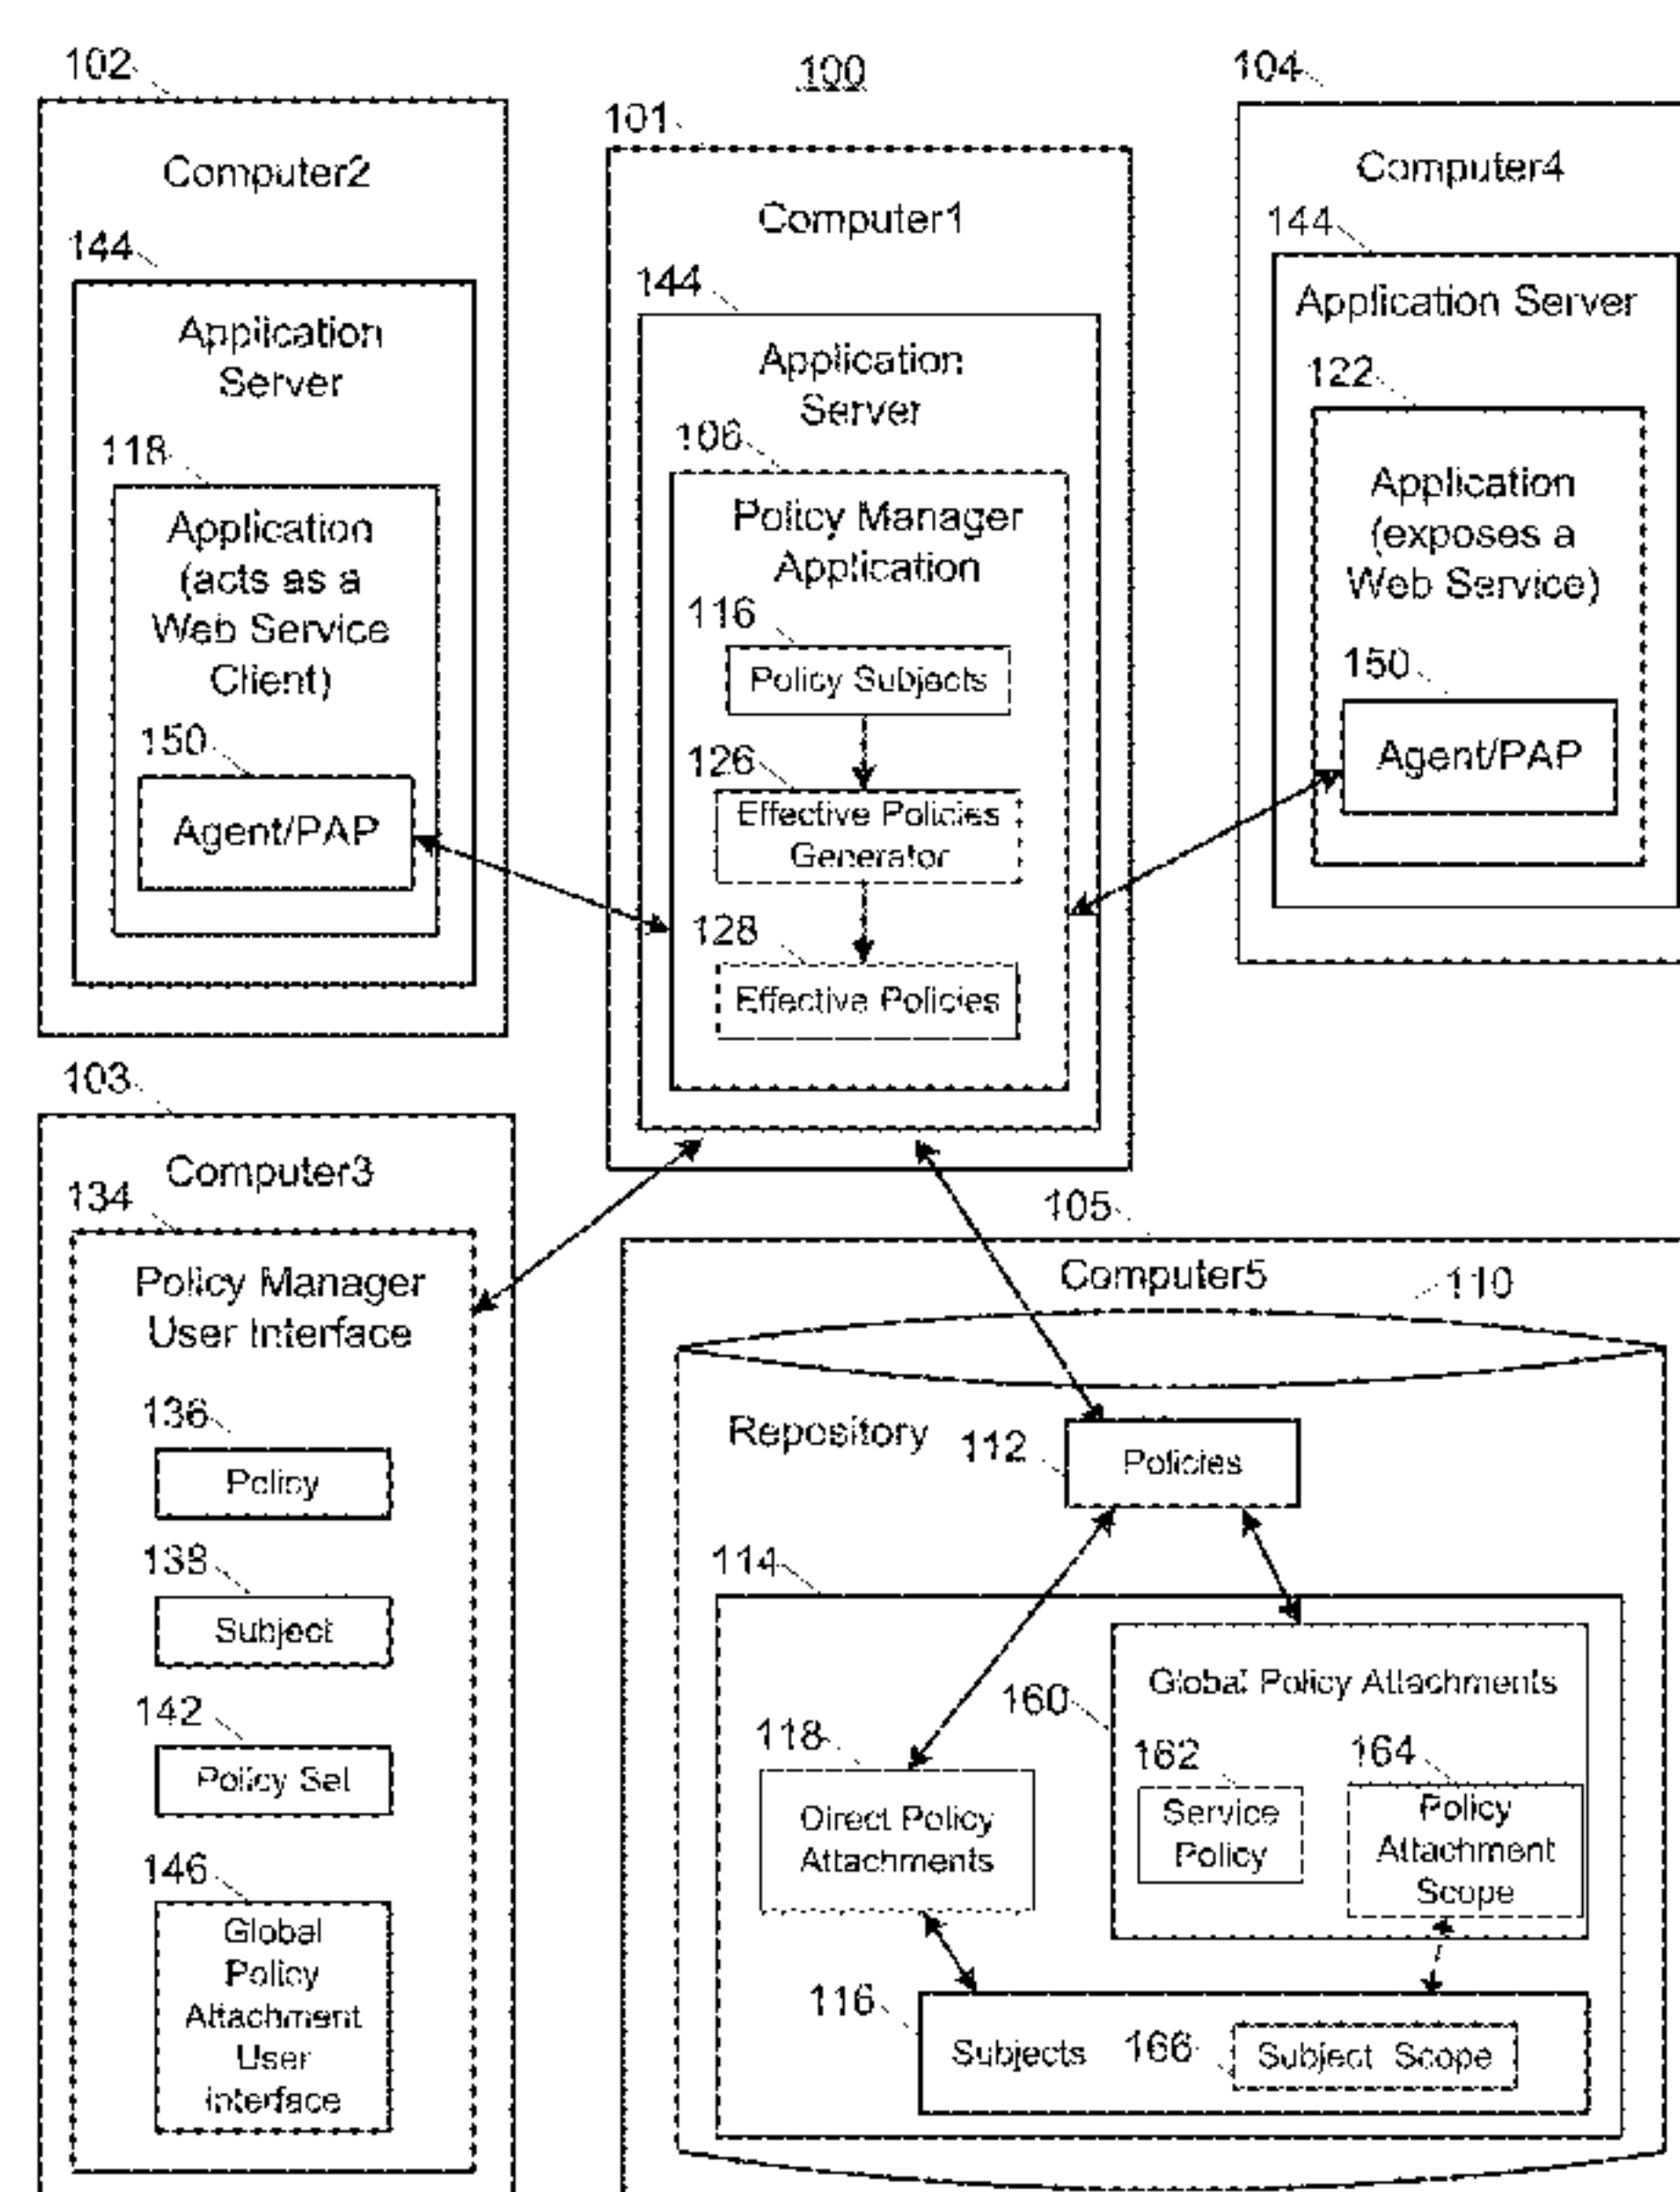 100
102
Computer2
144
Application
Server
118
Application
(acts as a
Web Service
Client)
150
Agent/PAP
101
Computer1
144
Application
Server
106
Policy Manager
Application
116
Policy Subjects
126
Effective Policies
Generator
128
Effective Policies
104
Computer4
144
Application Server
122
Application
(exposes a
Web Service)
150
Agent/PAP
103
Computer3
134
Policy Manager
User Interface
136
Policy
138
Subject
142
Policy Set
146
Global
Policy
Attachment
User
Interface
105
Computer5
110
Repository
112
Policies
114
160
Global Policy Attachments
162
Service
Policy
164
Policy
Attachment
Scope
118
Direct Policy
Attachments
116
Subjects
166
Subject Scope